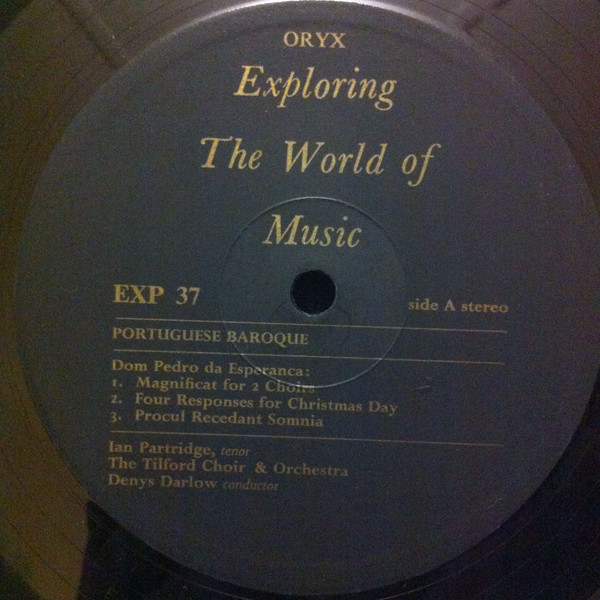 ORYX
Exploring
The World of
Music
EXP 37
side A stereo
PORTUGUESE BAROQUE
Dom Pedro da Esperanca:
1. Magnificat for 2 Choirs
2. Four Responses for Christmas Day
3. Procul Recedant Somnia
Ian Partridge, tenor
The Tilford Choir & Orchestra
Denys Darlow conductor